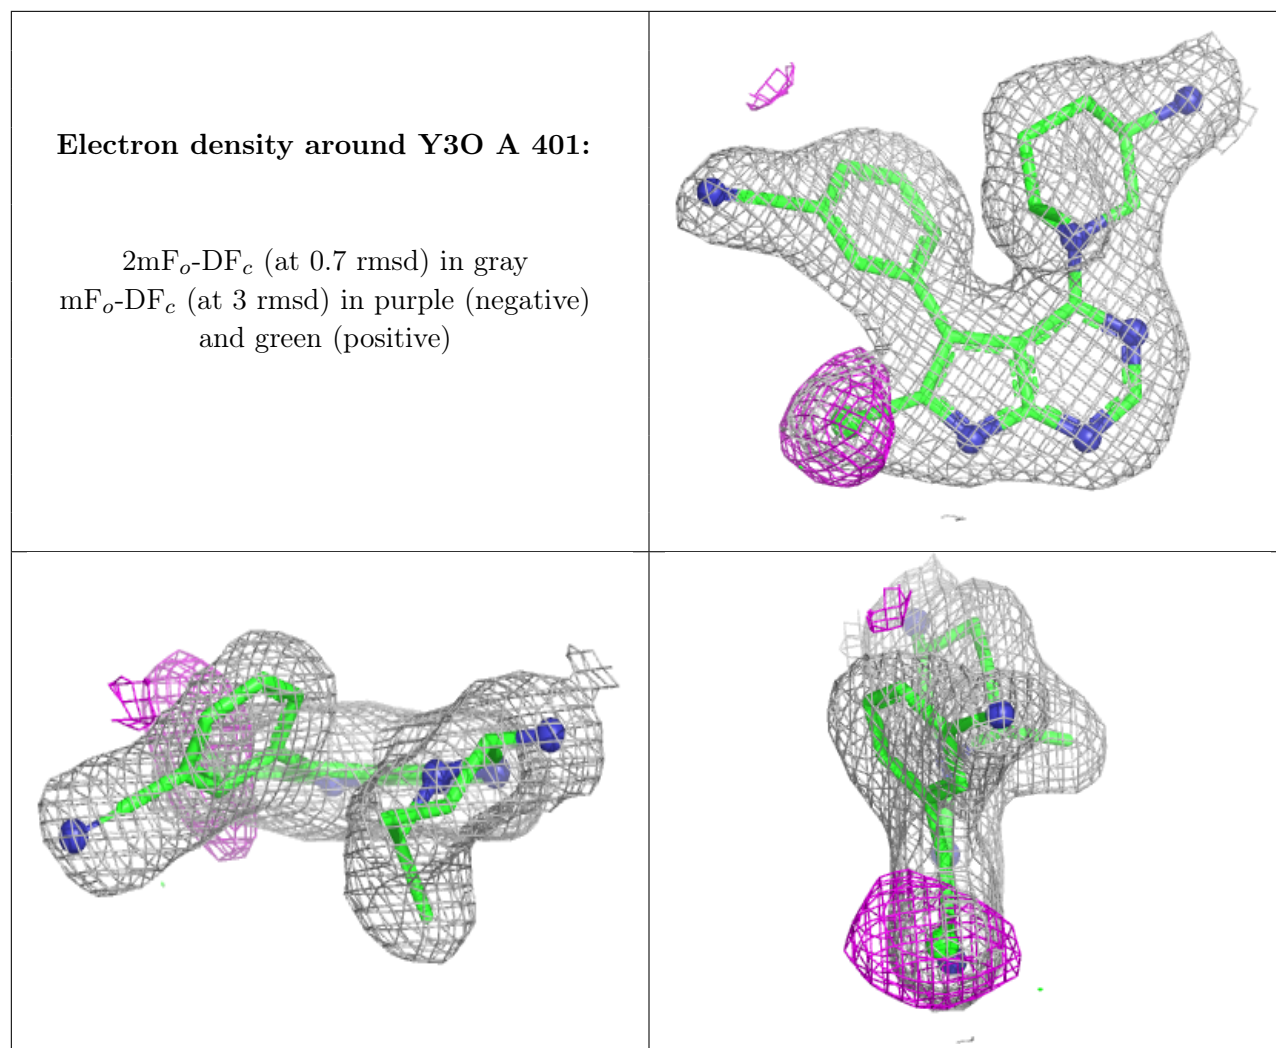 Electron density around Y3O A 401:
2mFo-DFc (at 0.7 rmsd) in gray
mFo-DFc (at 3 rmsd) in purple (negative)
and green (positive)